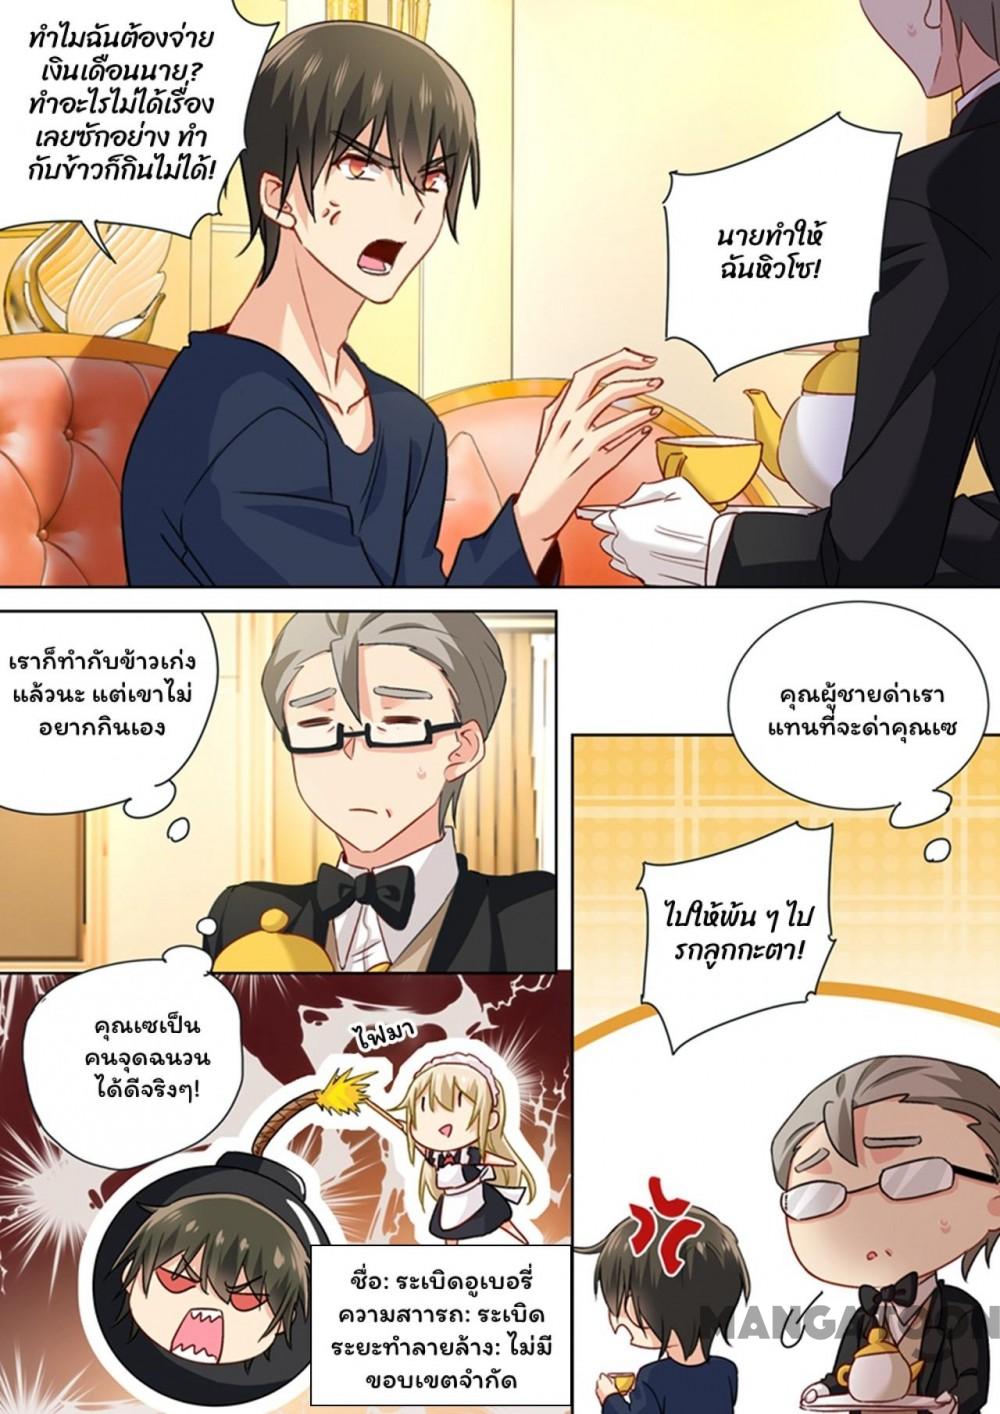 ทำไมฉันต้องจ่าย
เงินเดือนนาย?
ทำอะไรไม่ได้เรื่อง
เลยซักอย่าง ทำ
กับข้าวก็กินไม่ได้!
นายทำให้
ฉันหิวโซ!
เราก็ทำกับข้าวเก่ง
แล้วนะ แต่เขาไม่
อยากกินเอง
คุณผู้ชายด่าเรา
แทนที่จะด่าคุณเซ
ไปให้พ้น ๆ ไป
รกลูกกะตา!
คุณเซเป็น
คนจุดฉนวน
ได้ดีจริงๆ!
ไฟมา
ชื่อ: ระเบิดอูเบอรี่
ความสาารถ: ระเบิด
ระยะทำลายล้าง: ไม่มี
ขอบเขตจำกัด
MANGATOON